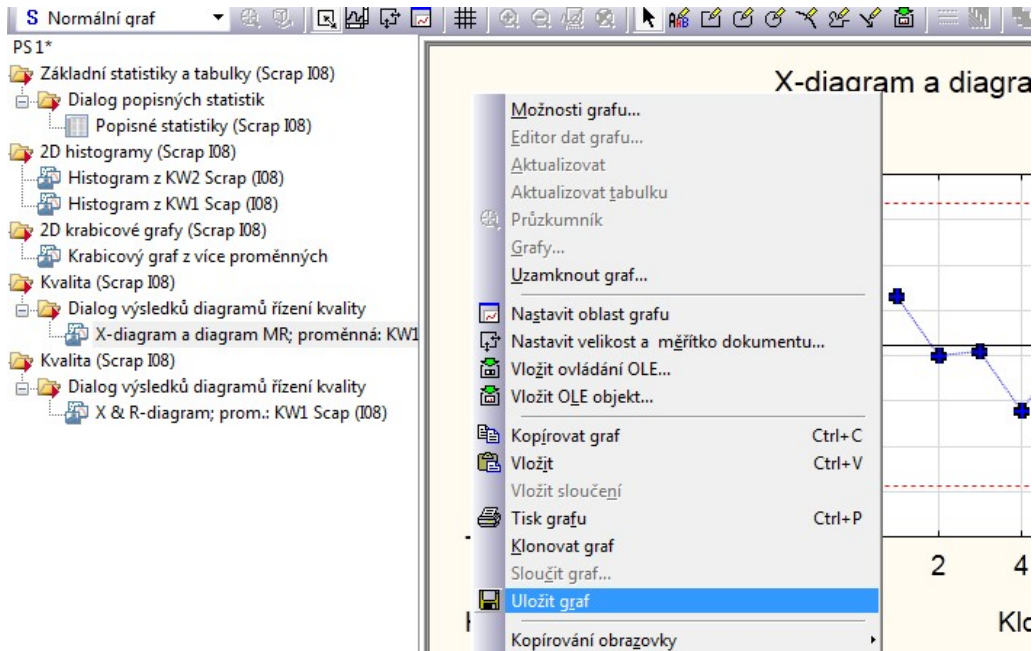 S Normální graf
PS1*
Základní statistiky a tabulky (Scrap I08)
Dialog popisných statistik
Popisné statistiky (Scrap I08)
2D histogramy (Scrap I08)
Histogram z KW2 Scrap (I08)
Histogram z KW1 Scap (I08)
2D krabicové grafy (Scrap I08)
Krabicový graf z více proměnných
Kvalita (Scrap I08)
Dialog výsledků diagramů řízení kvality
X-diagram a diagram MR; proměnná: KW1
Kvalita (Scrap I08)
Dialog výsledků diagramů řízení kvality
X & R-diagram; prom.: KW1 Scap (I08)
X-diagram a diagra
Možnosti grafu...
Editor dat grafu...
Aktualizovat
Aktualizovat tabulku
Průzkumník
Grafy...
Uzamknout graf...
Nastavit oblast grafu
Nastavit velikost a měřítko dokumentu...
Vložit ovládání OLE...
Vložit OLE objekt...
Kopírovat graf Ctrl+C
Vložit Ctrl+V
Vložit sloučení
Tisk grafu Ctrl+P
Klonovat graf
Sloučit graf...
Uložit graf
Kopírování obrazovky
2 4
Klo